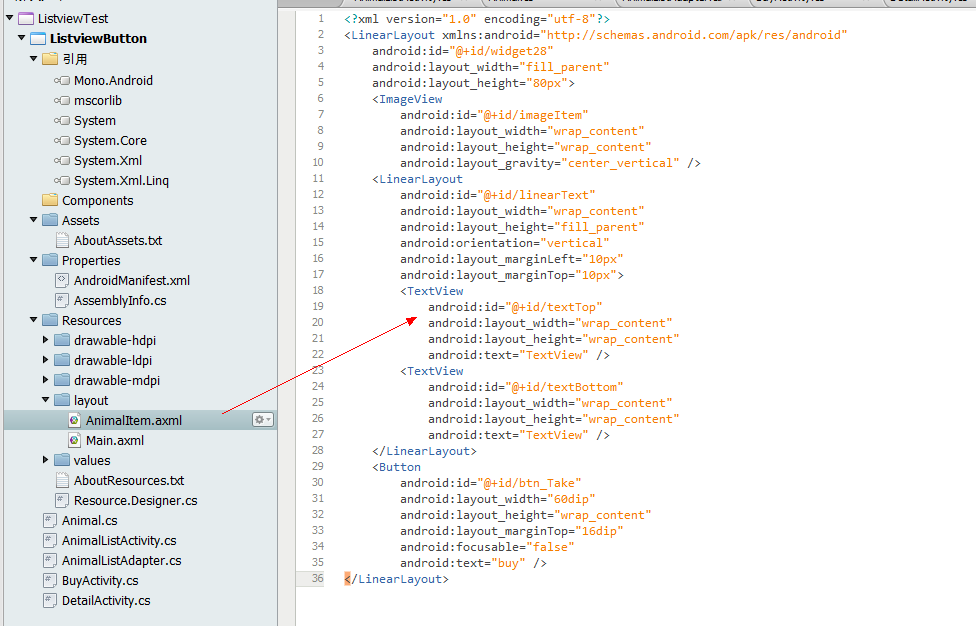 ListviewTest
ListviewButton
引用
Mono.Android
mscorlib
System
System.Core
System.Xml
System.Xml.Linq
Components
Assets
AboutAssets.txt
Properties
AndroidManifest.xml
AssemblyInfo.cs
Resources
drawable-hdpi
drawable-ldpi
drawable-mdpi
layout
AnimalItem.axml
Main.axml
values
AboutResources.txt
Resource.Designer.cs
Animal.cs
AnimalListActivity.cs
AnimalListAdapter.cs
BuyActivity.cs
DetailActivity.cs
1 <?xml version="1.0" encoding="utf-8"?>
2 <LinearLayout xmlns:android="http://schemas.android.com/apk/res/android"
3 android:id="@+id/widget28"
4 android:layout_width="fill_parent"
5 android:layout_height="80px">
6 <ImageView
7 android:id="@+id/imageItem"
8 android:layout_width="wrap_content"
9 android:layout_height="wrap_content"
10 android:layout_gravity="center_vertical" />
11 <LinearLayout
12 android:id="@+id/linearText"
13 android:layout_width="wrap_content"
14 android:layout_height="fill_parent"
15 android:orientation="vertical"
16 android:layout_marginLeft="10px"
17 android:layout_marginTop="10px">
18 <TextView
19 android:id="@+id/textTop"
20 android:layout_width="wrap_content"
21 android:layout_height="wrap_content"
22 android:text="TextView" />
23 <TextView
24 android:id="@+id/textBottom"
25 android:layout_width="wrap_content"
26 android:layout_height="wrap_content"
27 android:text="TextView" />
28 </LinearLayout>
29 <Button
30 android:id="@+id/btn_Take"
31 android:layout_width="60dip"
32 android:layout_height="wrap_content"
33 android:layout_marginTop="16dip"
34 android:focusable="false"
35 android:text="buy" />
36 </LinearLayout>